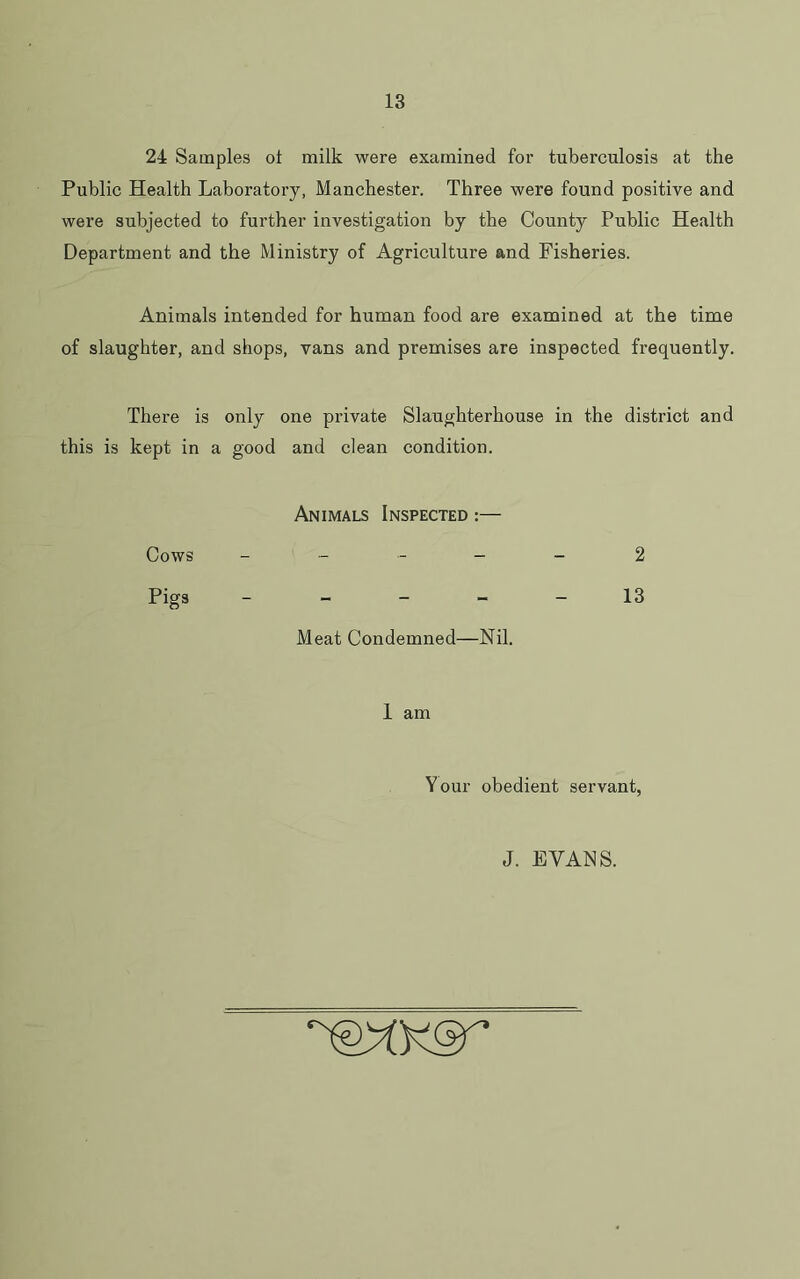 13
24 Samples ot milk were examined for tuberculosis at the
Public Health Laboratory, Manchester. Three were found positive and
were subjected to further investigation by the County Public Health
Department and the Ministry of Agriculture and Fisheries.
Animals intended for human food are examined at the time
of slaughter, and shops, vans and premises are inspected frequently.
There is only one private Slaughterhouse in the district and
this is kept in a good and clean condition.
Animals Inspected :—
Cows - - - - - 2
Pigs - - - - - 13
Meat Condemned—Nil.
1 am
Your obedient servant,
J. EVANS.